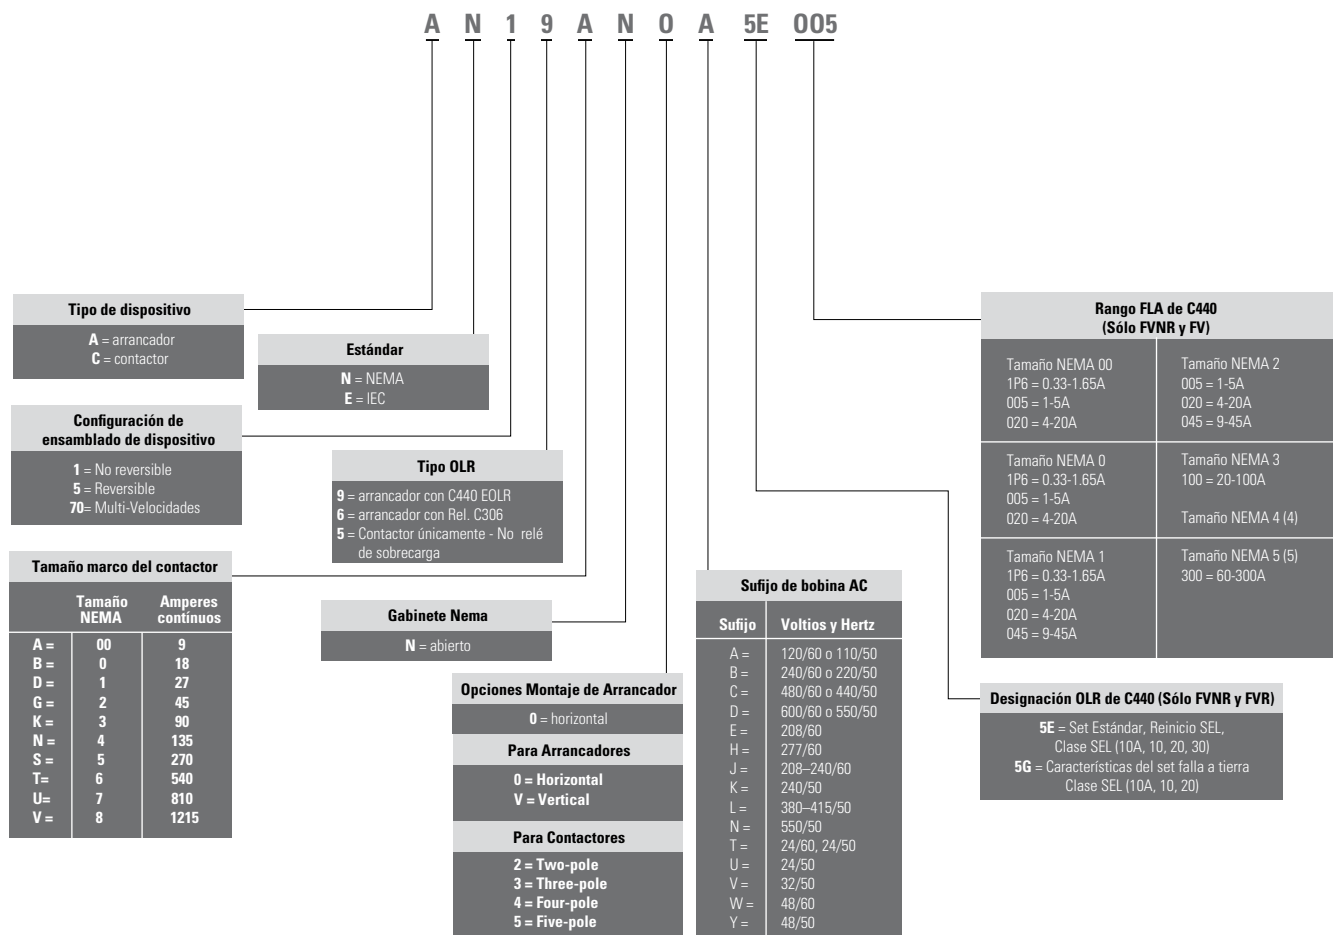 A N 1 9 A N 0 A 5E 005
Tipo de dispositivo
A = arrancador
C = contactor
Estándar
N = NEMA
E = IEC
Configuración de
ensamblado de dispositivo
1 = No reversible
5 = Reversible
70= Multi-Velocidades
Tipo OLR
9 = arrancador con C440 EOLR
6 = arrancador con Rel. C306
5 = Contactor únicamente - No relé
de sobrecarga
Tamaño marco del contactor
Tamaño Amperes
NEMA contínuos
A = 00 9
B = 0 18
D = 1 27
G = 2 45
K = 3 90
N = 4 135
S = 5 270
T= 6 540
U= 7 810
V = 8 1215
Gabinete Nema
N = abierto
Opciones Montaje de Arrancador
0 = horizontal
Para Arrancadores
0 = Horizontal
V = Vertical
Para Contactores
2 = Two-pole
3 = Three-pole
4 = Four-pole
5 = Five-pole
Sufijo de bobina AC
Sufijo Voltios y Hertz
A = 120/60 o 110/50
B = 240/60 o 220/50
C = 480/60 o 440/50
D = 600/60 o 550/50
E = 208/60
H = 277/60
J = 208–240/60
K = 240/50
L = 380–415/50
N = 550/50
T = 24/60, 24/50
U = 24/50
V = 32/50
W = 48/60
Y = 48/50
Rango FLA de C440
(Sólo FVNR y FV)
Tamaño NEMA 00
1P6 = 0.33-1.65A
005 = 1-5A
020 = 4-20A
Tamaño NEMA 2
005 = 1-5A
020 = 4-20A
045 = 9-45A
Tamaño NEMA 0
1P6 = 0.33-1.65A
005 = 1-5A
020 = 4-20A
Tamaño NEMA 3
100 = 20-100A
Tamaño NEMA 4 (4)
Tamaño NEMA 1
1P6 = 0.33-1.65A
005 = 1-5A
020 = 4-20A
045 = 9-45A
Tamaño NEMA 5 (5)
300 = 60-300A
Designación OLR de C440 (Sólo FVNR y FVR)
5E = Set Estándar, Reinicio SEL,
Clase SEL (10A, 10, 20, 30)
5G = Características del set falla a tierra
Clase SEL (10A, 10, 20)